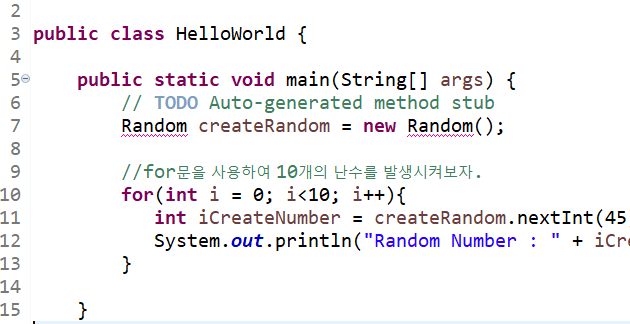 2
3 public class HelloWorld {
4
5 public static void main(String[] args) {
6 // TODO Auto-generated method stub
7 Random createRandom = new Random();
8
9 //for문을 사용하여 10개의 난수를 발생시켜보자.
10 for(int i = 0; i<10; i++){
11 int iCreateNumber = createRandom.nextInt(45
12 System.out.println("Random Number : " + iCre
13 }
14
15 }